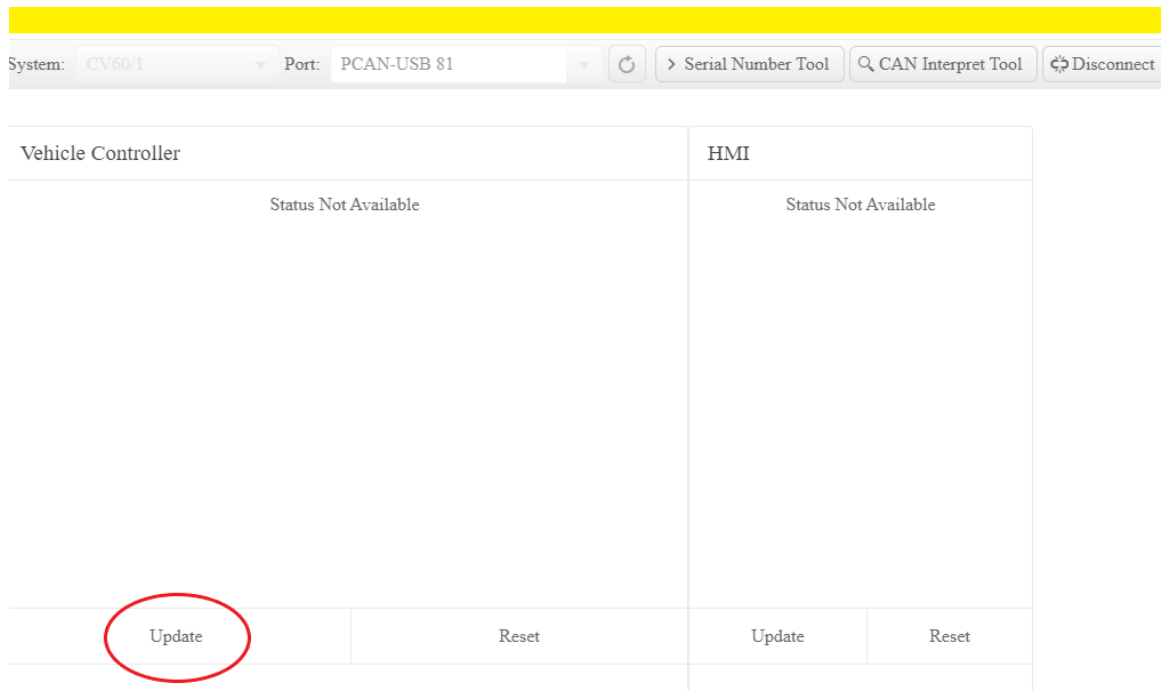 System: CV60/1 Port: PCAN-USB 81 > Serial Number Tool CAN Interpret Tool Disconnect
Vehicle Controller HMI
Status Not Available Status Not Available
Update Reset Update Reset